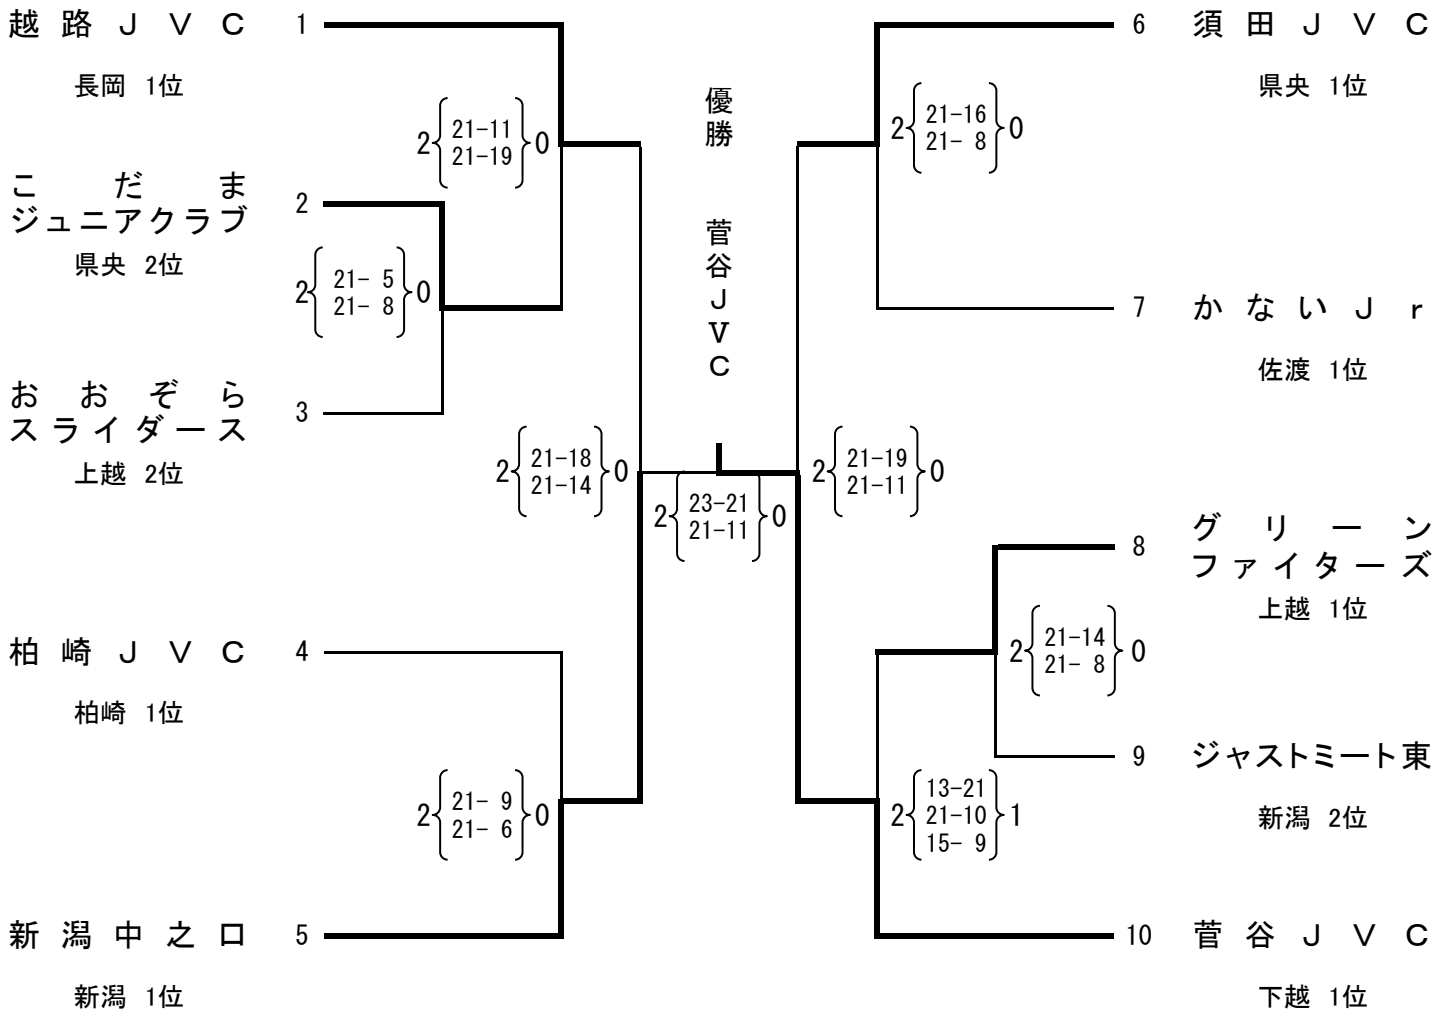 越路ＪＶＣ 1
長岡 1位
2 21-11 0
21-19
こだま
ジュニアクラブ 2
県央 2位
2 21- 5 0
21- 8
おおぞら
スライダース 3
上越 2位
2 21-18 0
21-14
柏崎ＪＶＣ 4
柏崎 1位
2 21- 9 0
21- 6
新潟中之口 5
新潟 1位
優勝 菅谷ＪＶＣ
2 23-21 0
21-11
6 須田ＪＶＣ
県央 1位
2 21-16 0
21- 8
7 かないＪｒ
佐渡 1位
2 21-19 0
21-11
8 グリーン
ファイターズ
上越 1位
2 21-14 0
21- 8
9 ジャストミート東
新潟 2位
13-21
2 21-10 1
15- 9
10 菅谷ＪＶＣ
下越 1位